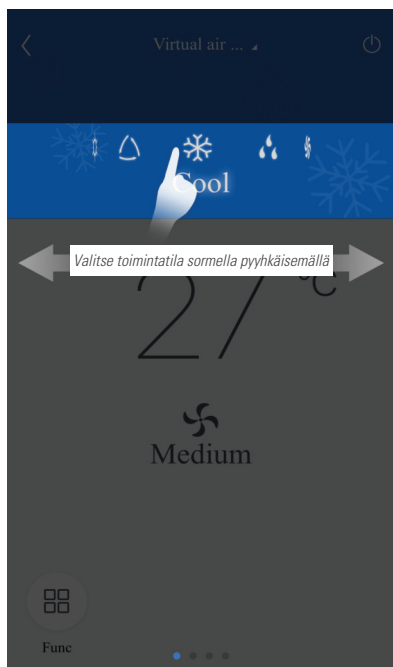 Virtual air ...
Cool
Valitse toimintatila sormella pyyhkäisemällä
27 °C
Medium
Func